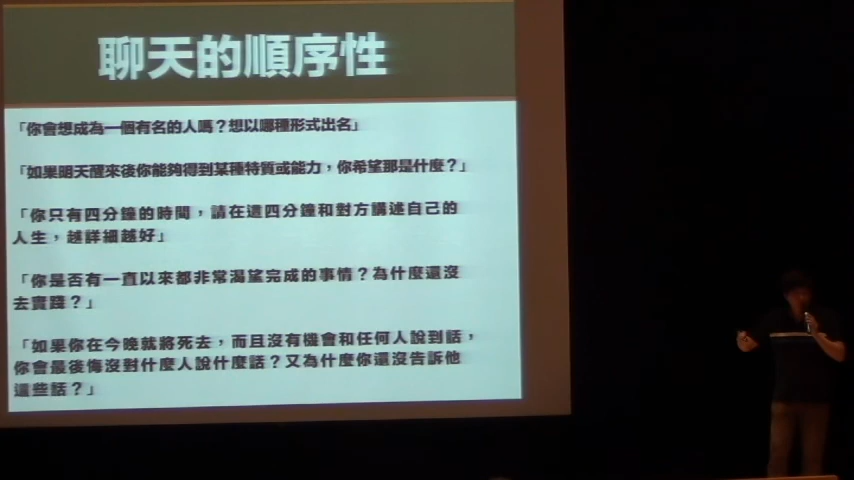 聊天的順序性
「你會想成為一個有名的人嗎？想以哪種形式出名」
「如果明天醒來後你能夠得到某種特質或能力，你希望那是什麼？」
「你只有四分鐘的時間，請在這四分鐘和對方講述自己的
人生，越詳細越好」
「你是否有一直以來都非常渴望完成的事情？為什麼還沒
去實踐？」
「如果你在今晚就將死去，而且沒有機會和任何人說到話，
你會最後悔沒對什麼人說什麼話？又為什麼你還沒告訴他
這些話？」